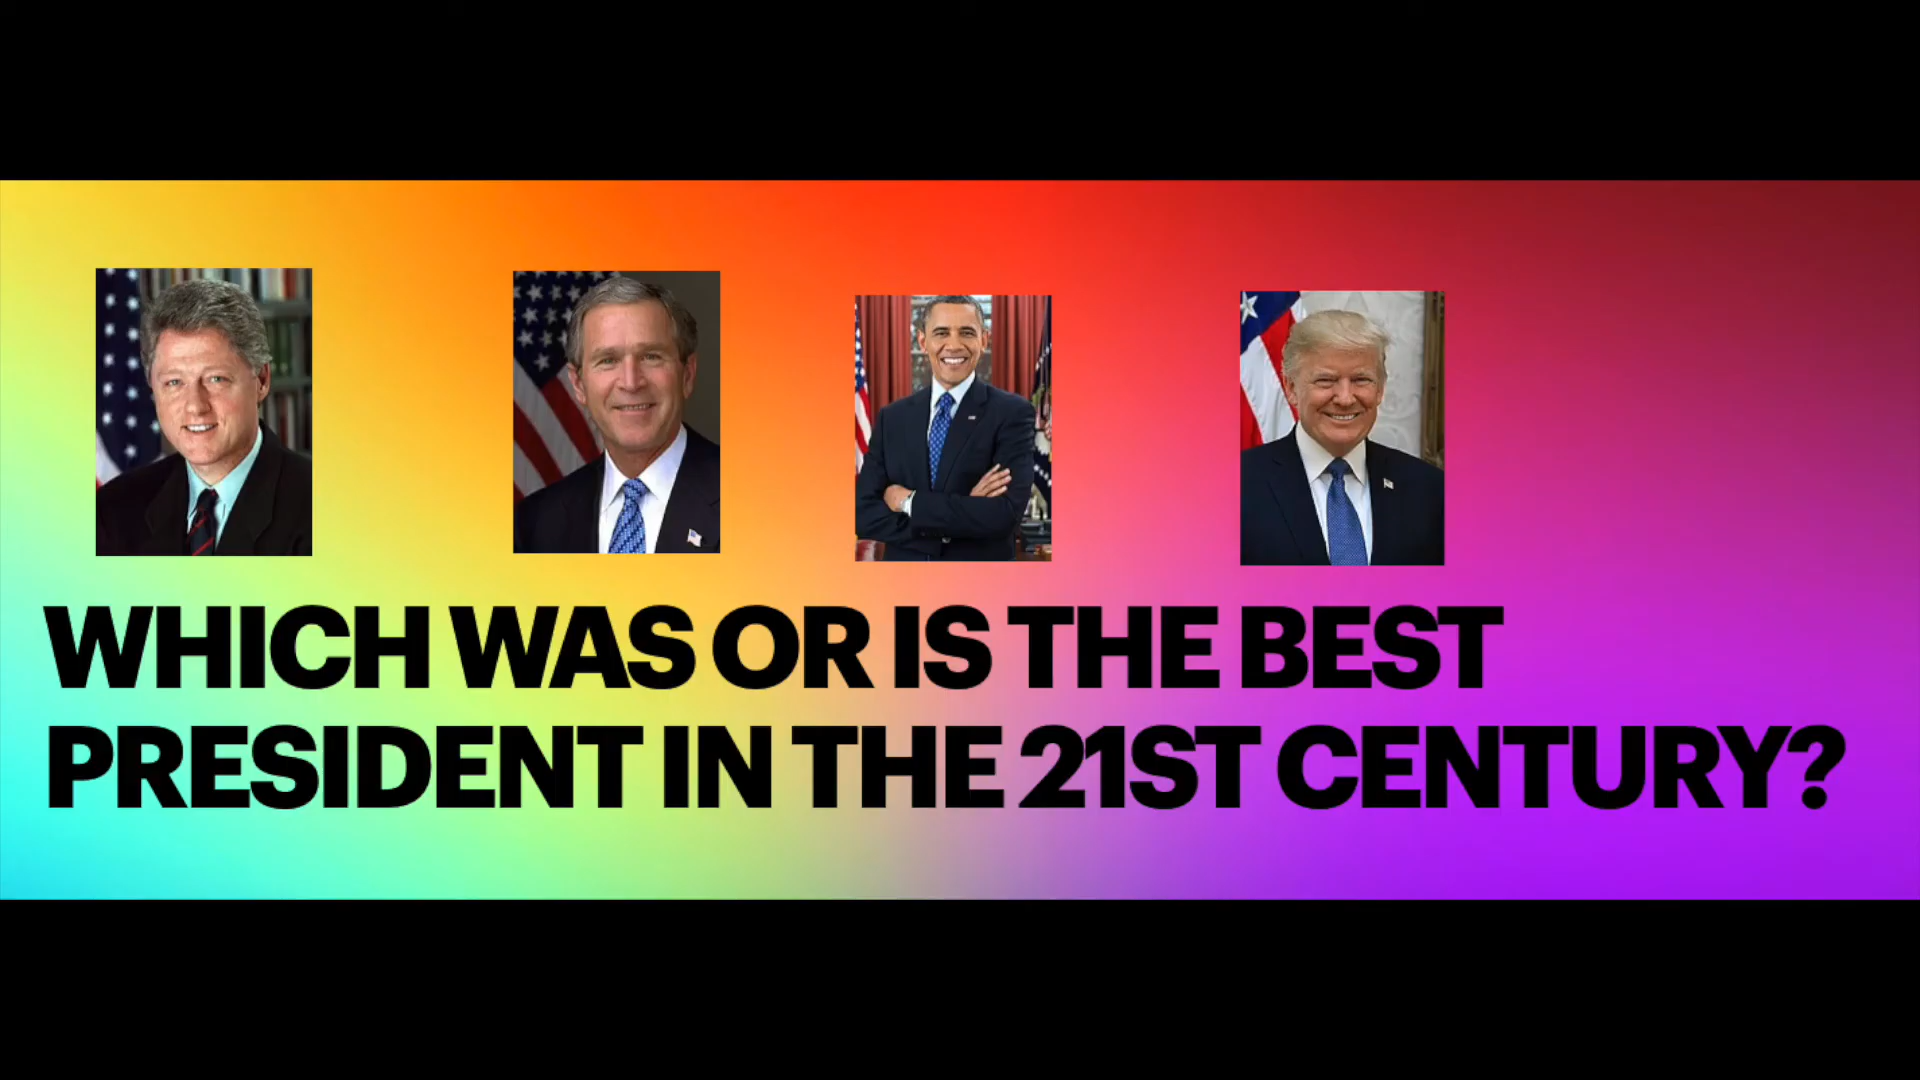 WHICH WAS OR IS THE BEST
PRESIDENT IN THE 21ST CENTURY?